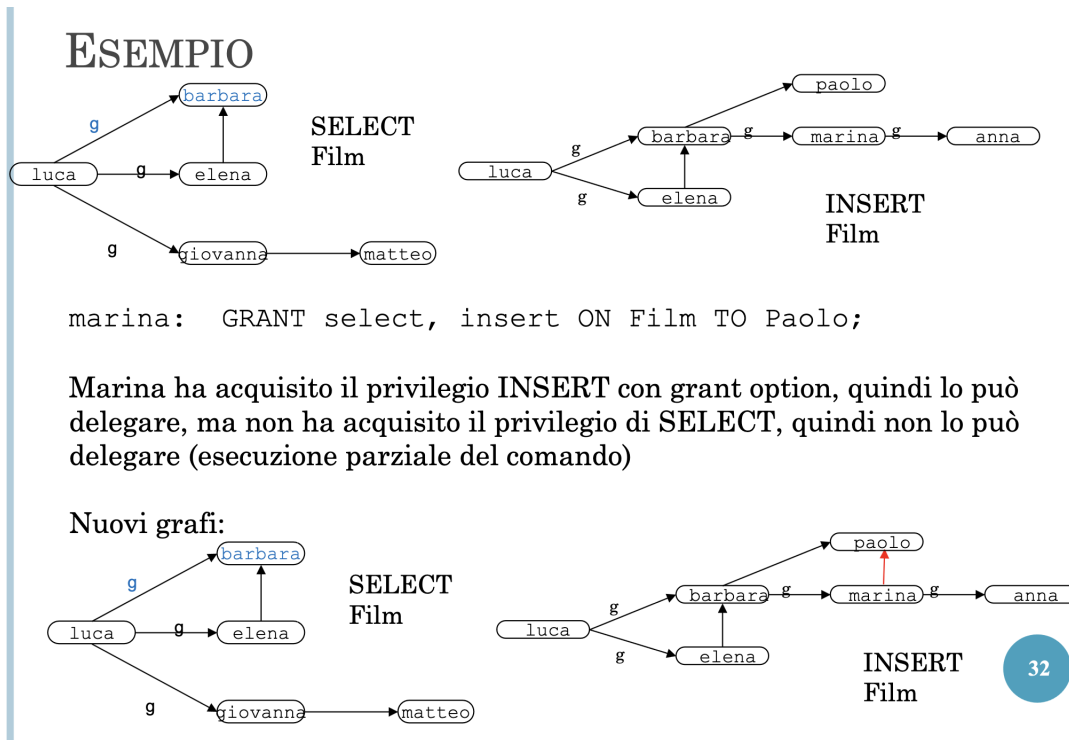 ESEMPIO
barbara
g
SELECT
Film
luca
g
elena
g
giovanna
matteo
paolo
g
barbara
g
marina
g
anna
luca
g
elena
INSERT
Film
marina: GRANT select, insert ON Film TO Paolo;
Marina ha acquisito il privilegio INSERT con grant option, quindi lo può
delegare, ma non ha acquisito il privilegio di SELECT, quindi non lo può
delegare (esecuzione parziale del comando)
Nuovi grafi:
barbara
g
SELECT
Film
luca
g
elena
g
giovanna
matteo
paolo
g
barbara
g
marina
g
anna
luca
g
elena
INSERT
Film
32